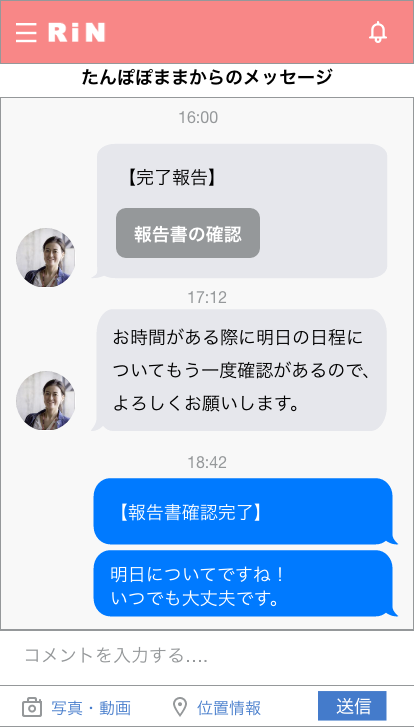 RiN
たんぽぽままからのメッセージ
16:00
【完了報告】
報告書の確認
17:12
お時間がある際に明日の日程に
ついてもう一度確認があるので、
よろしくお願いします。
18:42
【報告書確認完了】
明日についてですね！
いつでも大丈夫です。
コメントを入力する....
写真・動画
位置情報
送信